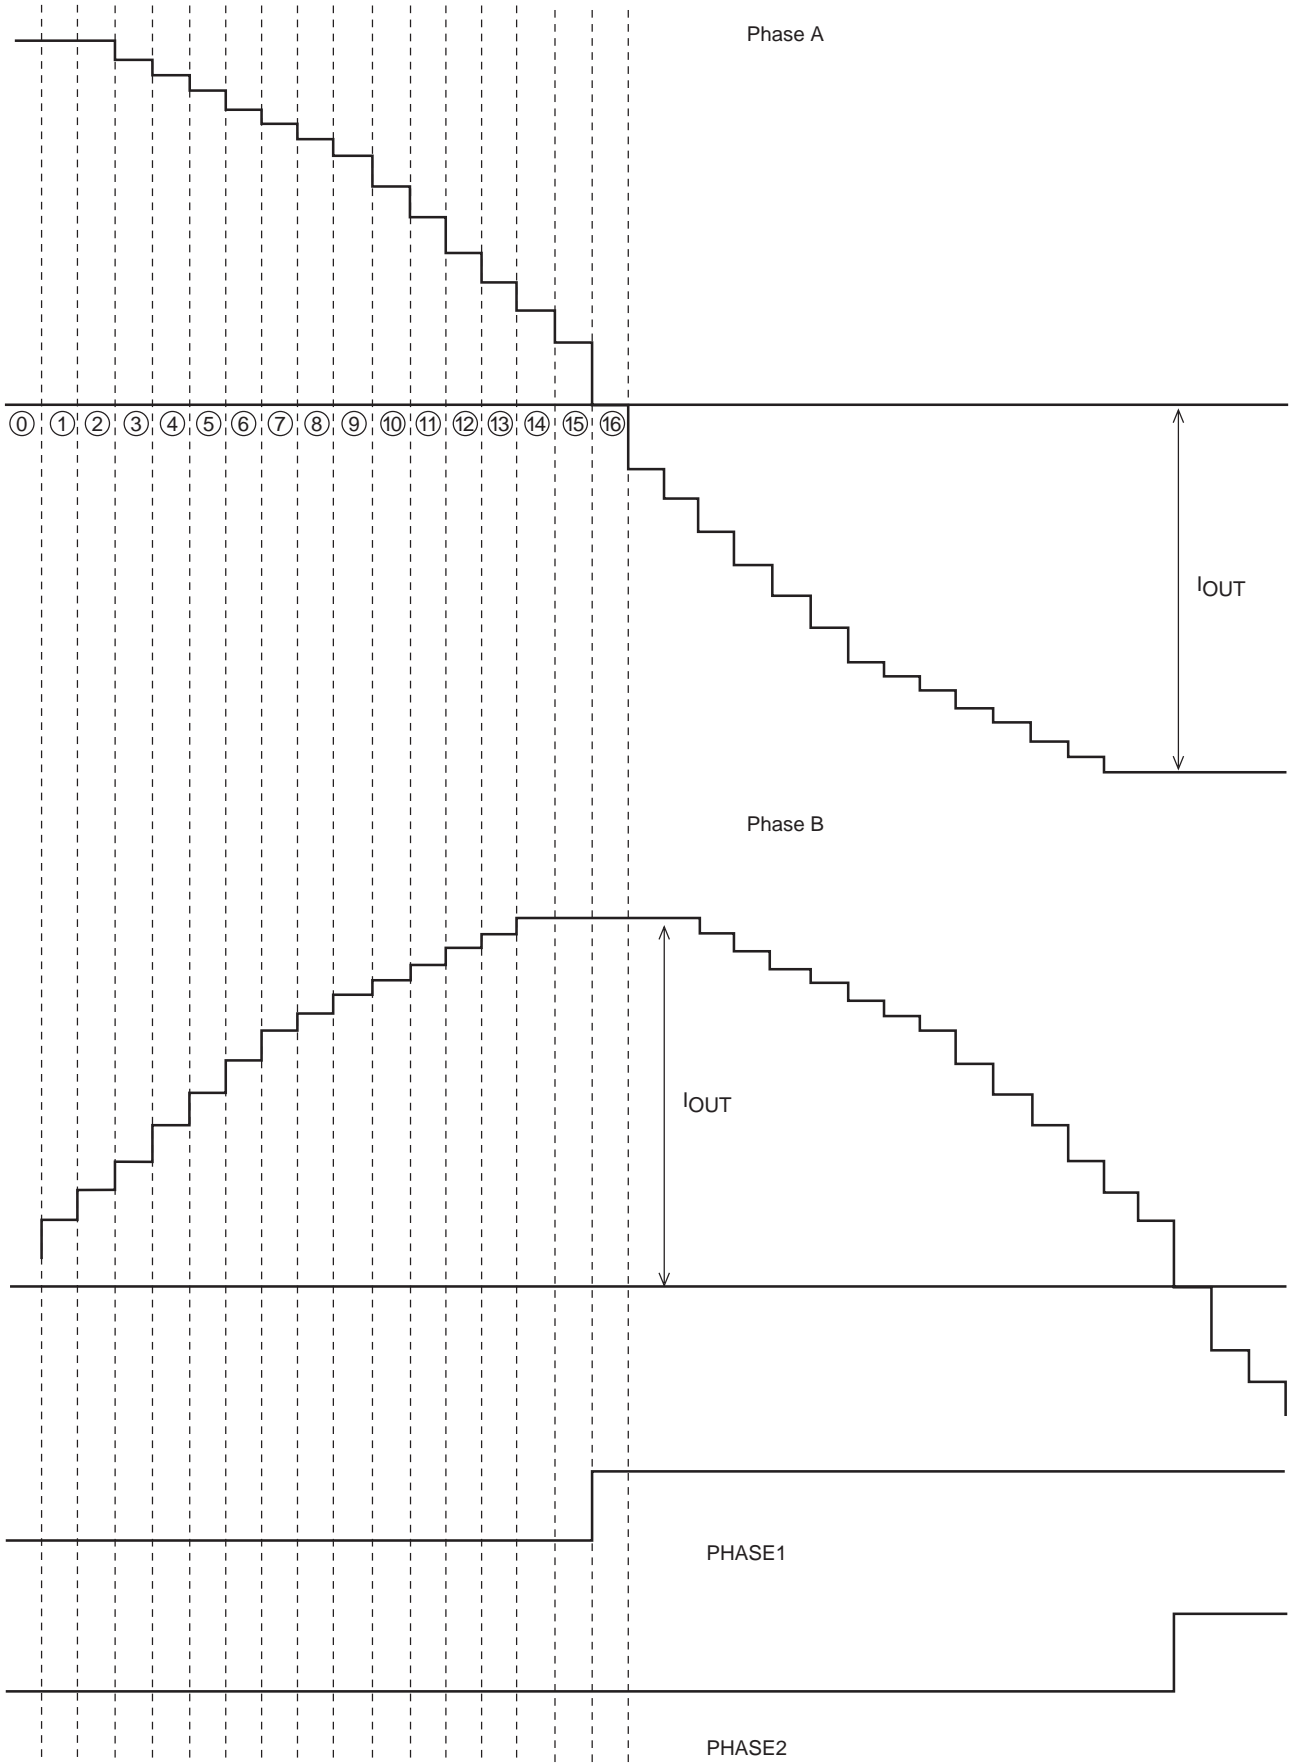 Phase A
⓪ ① ② ③ ④ ⑤ ⑥ ⑦ ⑧ ⑨ ⑩ ⑪ ⑫ ⑬ ⑭ ⑮ ⑯
IOUT
Phase B
IOUT
PHASE1
PHASE2